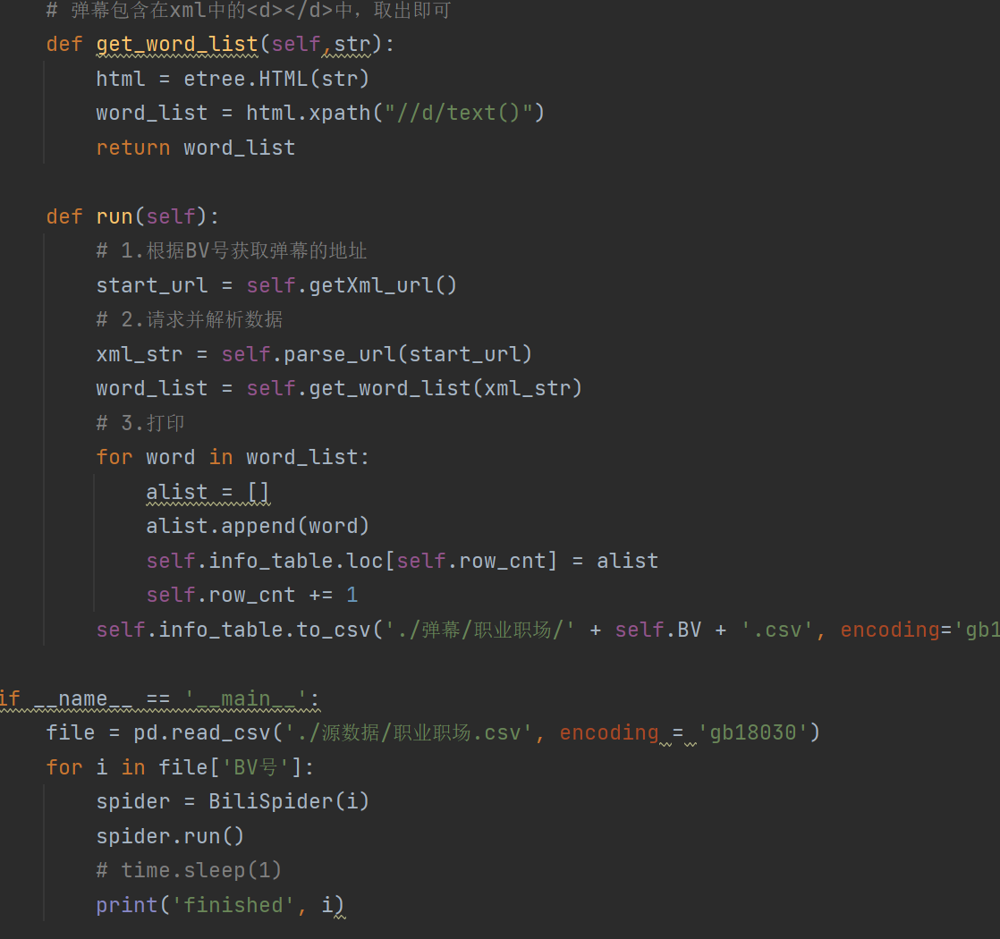 # 弹幕包含在xml中的<d></d>中，取出即可
def get_word_list(self,str):
html = etree.HTML(str)
word_list = html.xpath("//d/text()")
return word_list
def run(self):
# 1.根据BV号获取弹幕的地址
start_url = self.getXml_url()
# 2.请求并解析数据
xml_str = self.parse_url(start_url)
word_list = self.get_word_list(xml_str)
# 3.打印
for word in word_list:
alist = []
alist.append(word)
self.info_table.loc[self.row_cnt] = alist
self.row_cnt += 1
self.info_table.to_csv('./弹幕/职业职场/' + self.BV + '.csv', encoding='gb1
if __name__ == '__main__':
file = pd.read_csv('./源数据/职业职场.csv', encoding = 'gb18030')
for i in file['BV号']:
spider = BiliSpider(i)
spider.run()
# time.sleep(1)
print('finished', i)